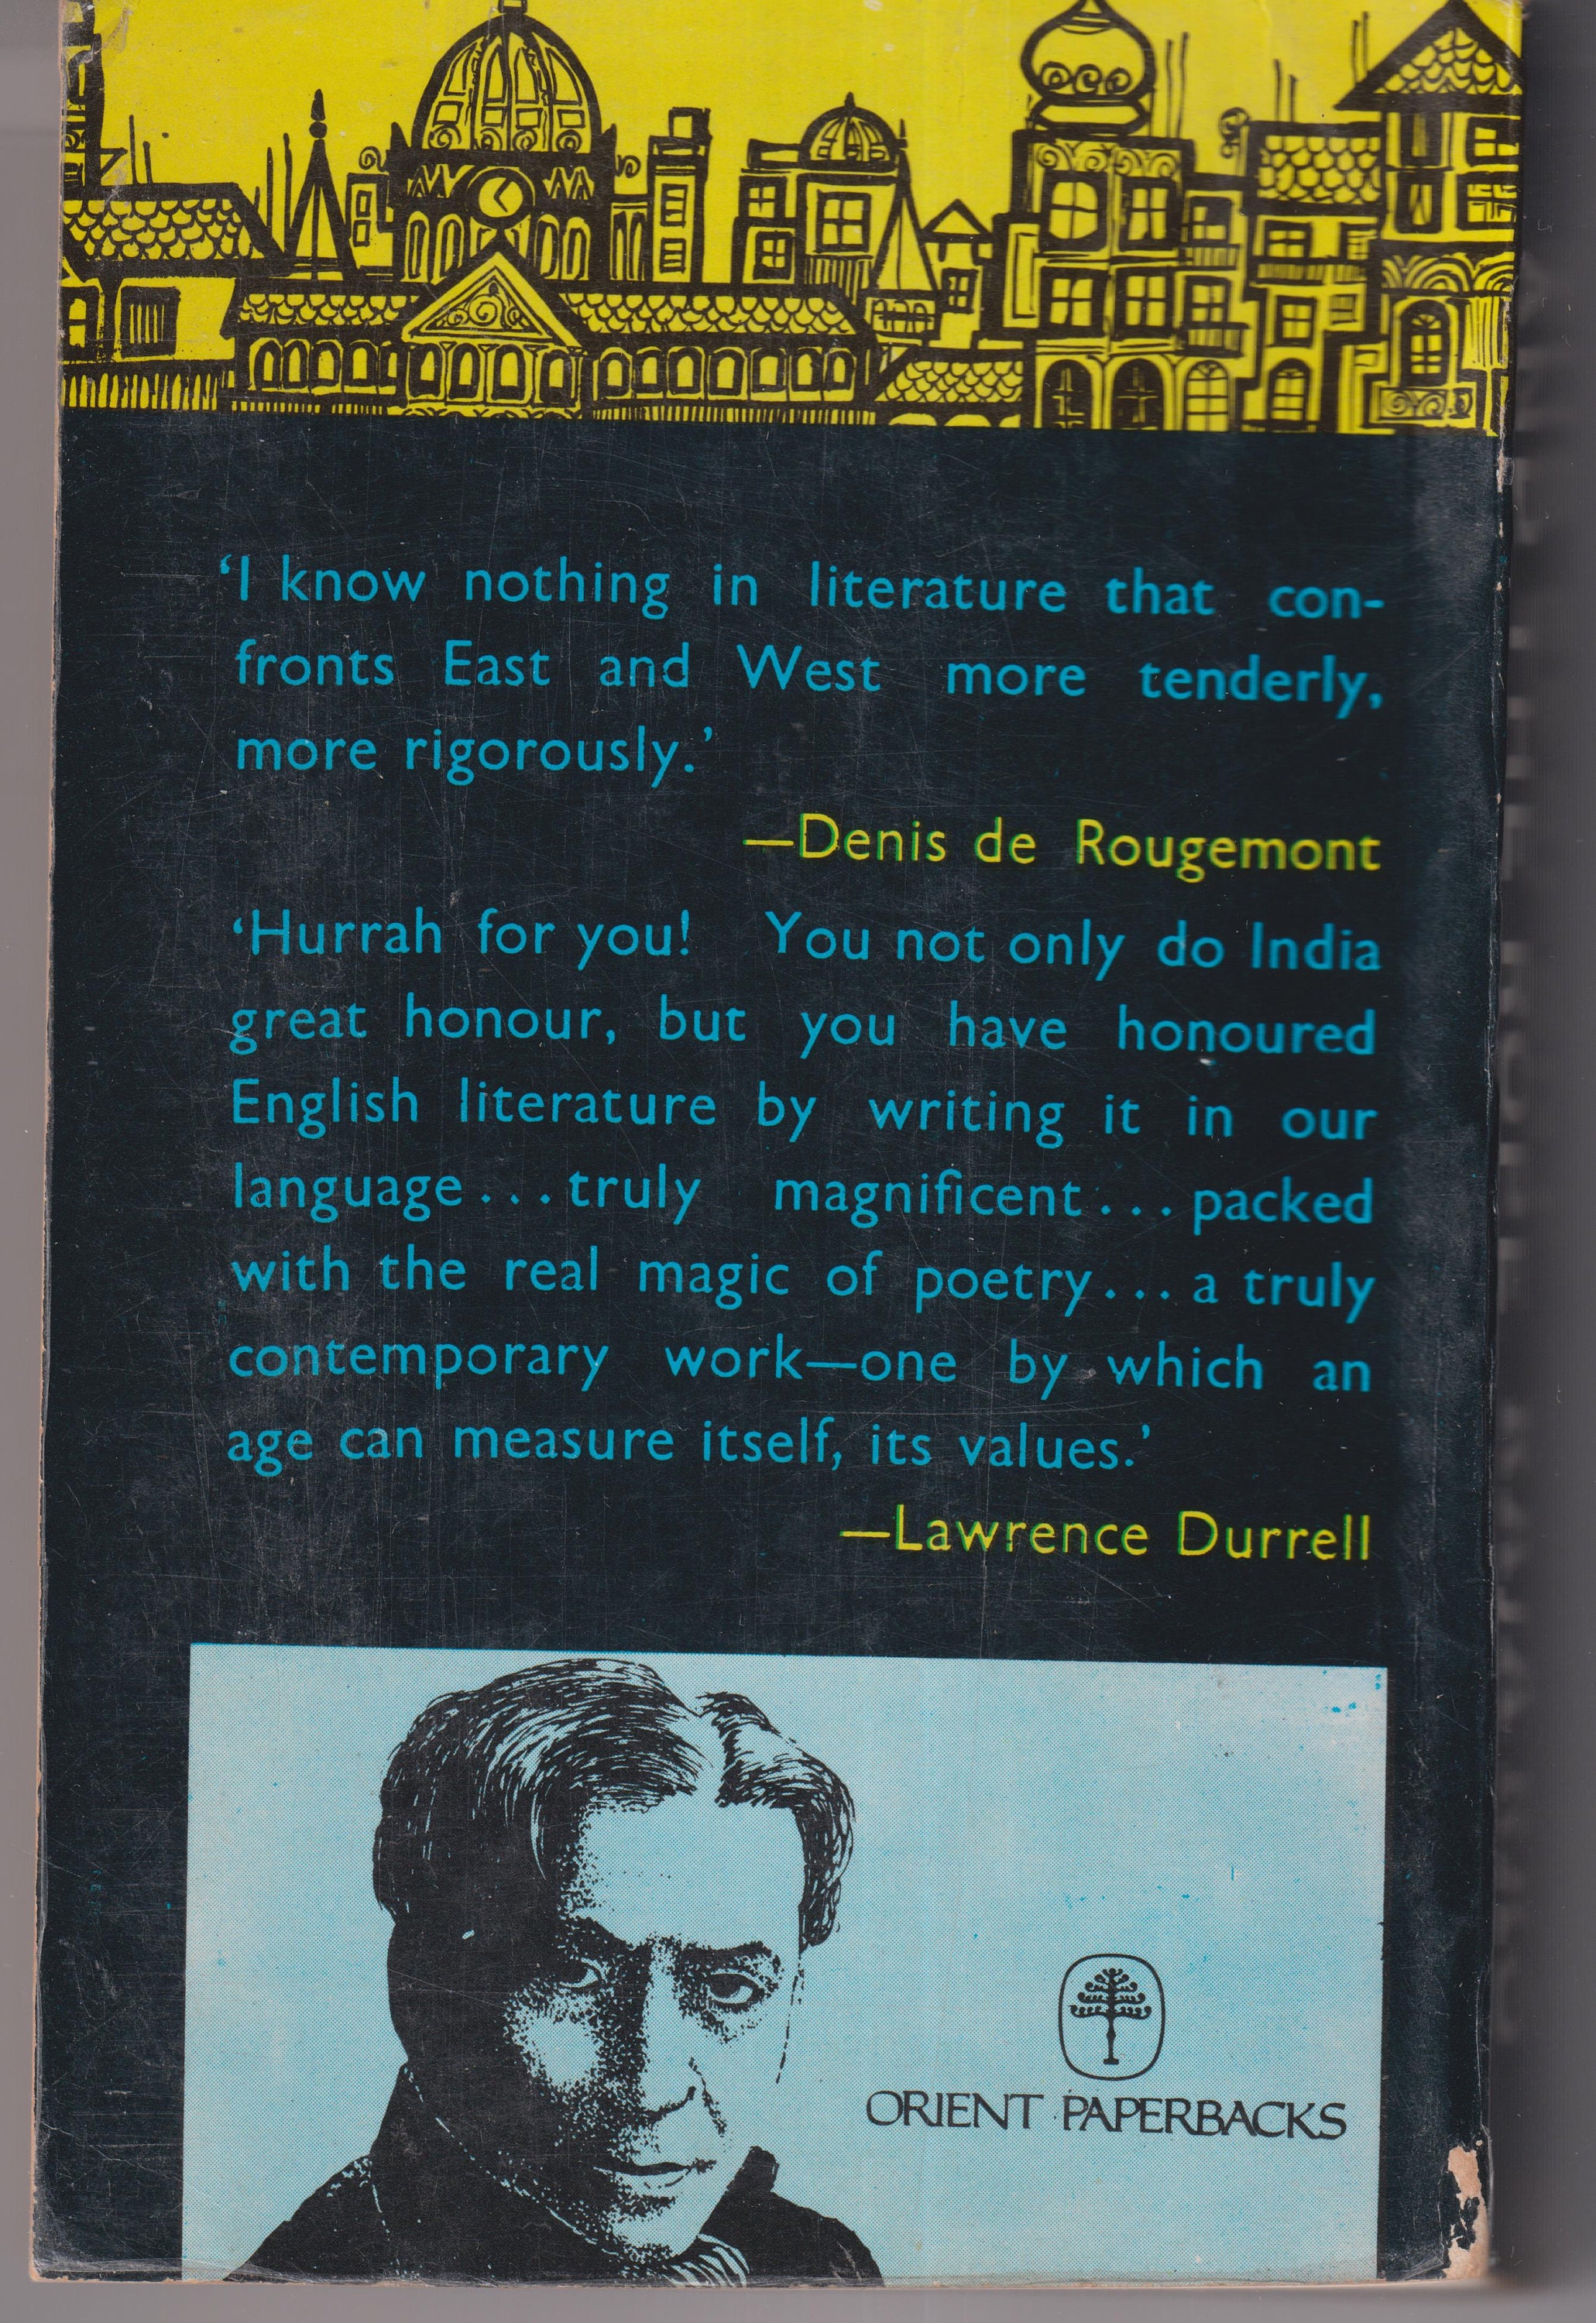 ‘I know nothing in literature that con-
fronts East and West more tenderly,
more rigorously.’
—Denis de Rougemont
‘Hurrah for you! You not only do India
great honour, but you have honoured
English literature by writing it in our
language...truly magnificent...packed
with the real magic of poetry...a truly
contemporary work—one by which an
age can measure itself, its values.’
—Lawrence Durrell
ORIENT PAPERBACKS